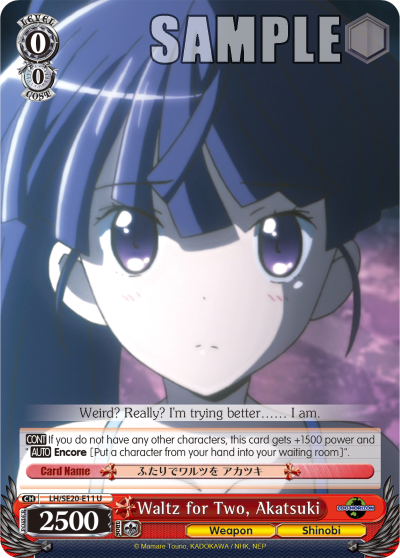 LEVEL
0
0
COST
SAMPLE
Weird? Really? I'm trying better...... I am.
CONT If you do not have any other characters, this card gets +1500 power and
"AUTO Encore [Put a character from your hand into your waiting room]".
Card Name ふたりでワルツを アカツキ
CH LH/SE20-E11 U
POWER 2500 Waltz for Two, Akatsuki
Weapon Shinobi
© Mamare Touno, KADOKAWA / NHK, NEP